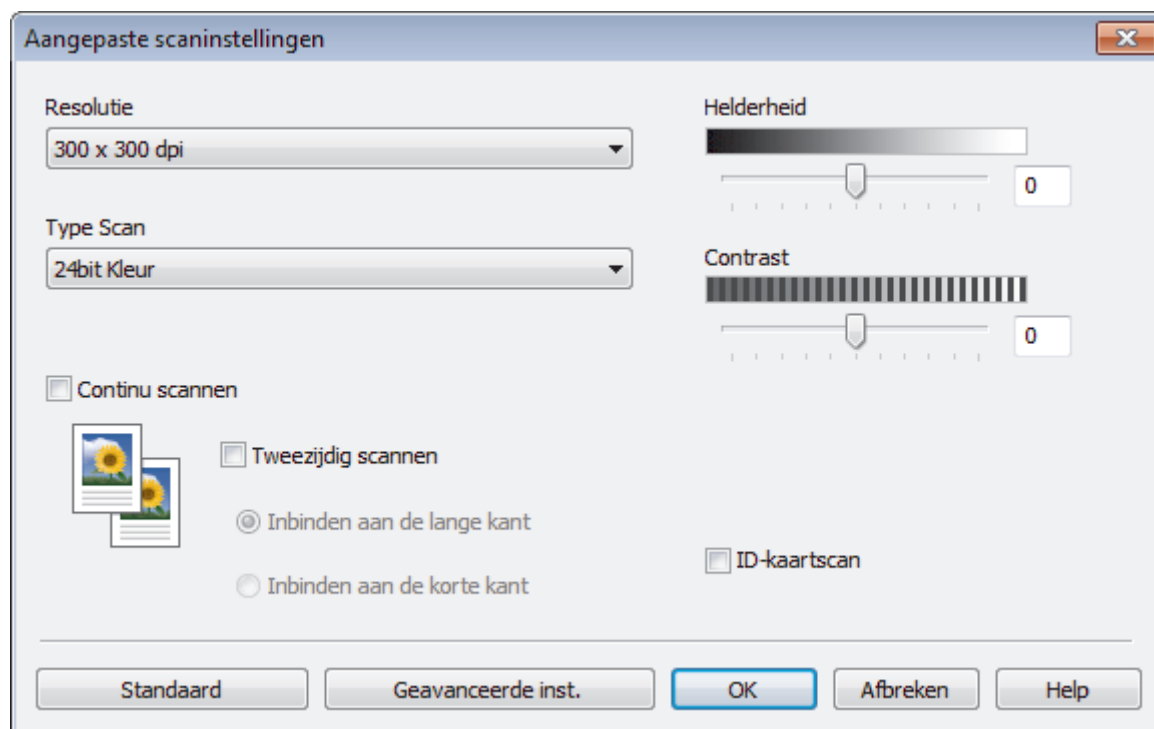 Aangepaste scaninstellingen
Resolutie
300 x 300 dpi
Type Scan
24bit Kleur
Helderheid
0
Contrast
0
Continu scannen
Tweezijdig scannen
Inbinden aan de lange kant
Inbinden aan de korte kant
ID-kaartscan
Standaard
Geavanceerde inst.
OK
Afbreken
Help